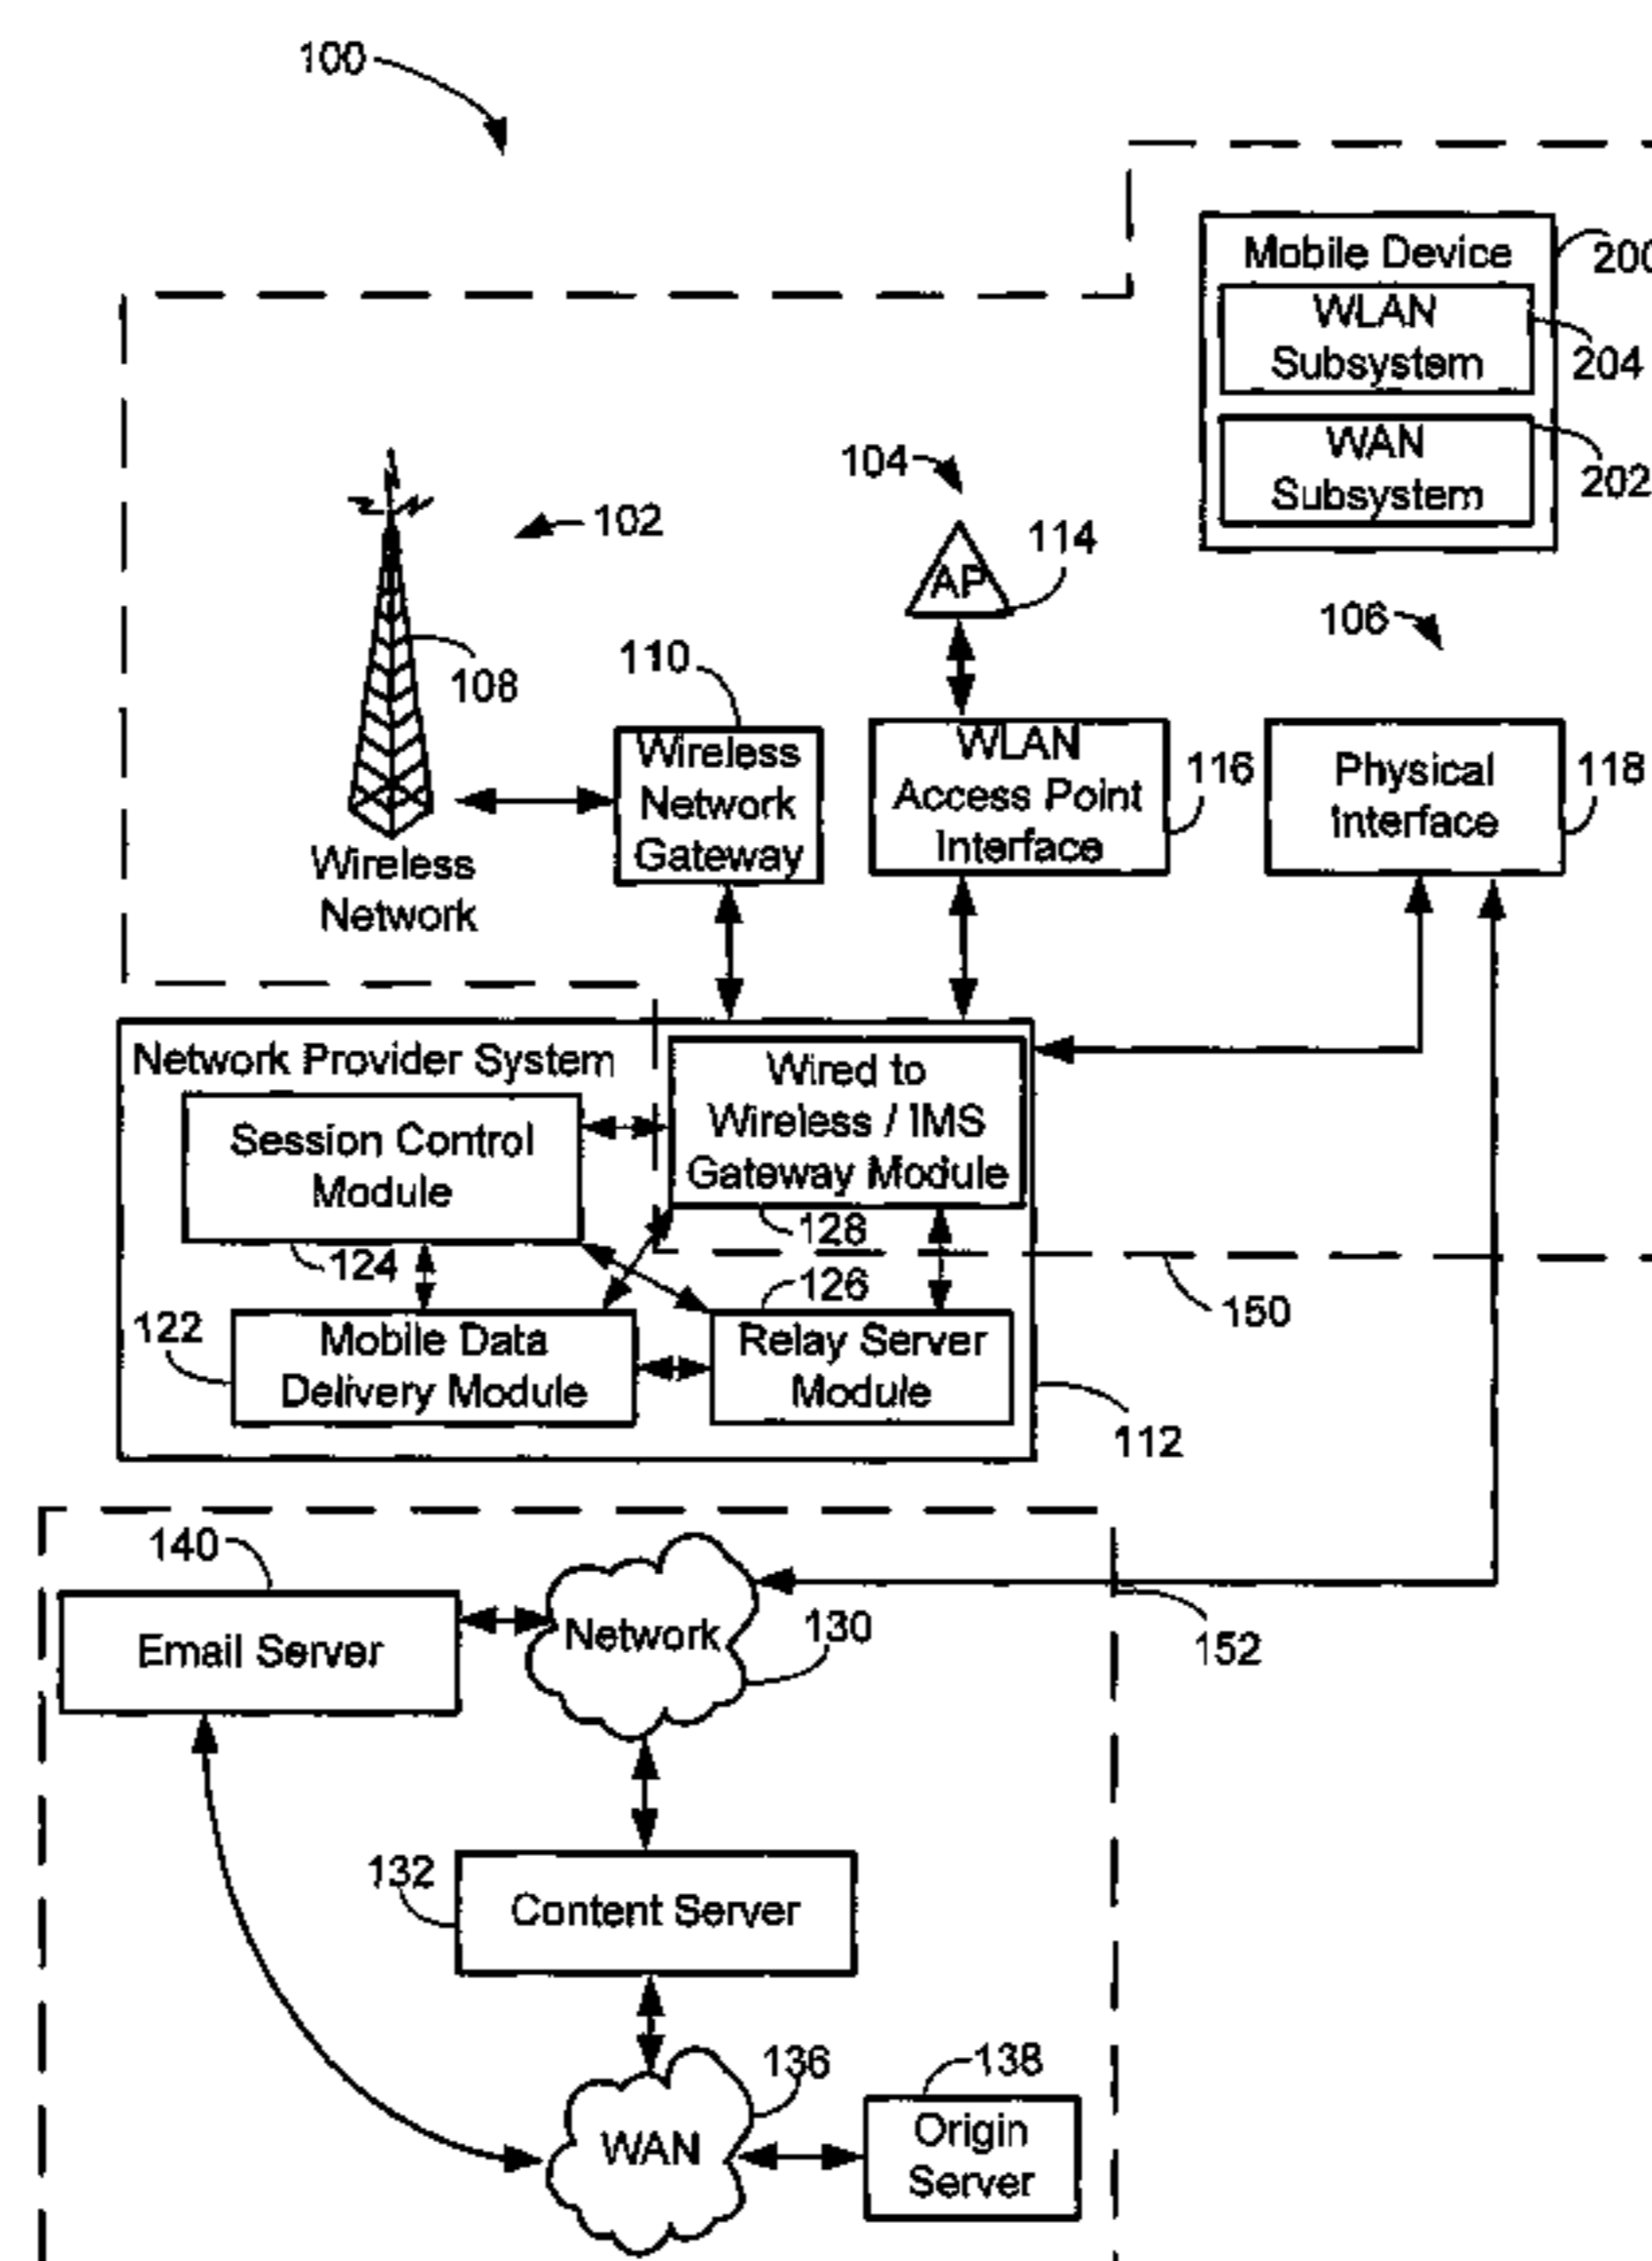 100
Mobile Device
200
WLAN
Subsystem
204
WAN
Subsystem
202
104
102
AP
114
106
108
110
Wireless
Network
Gateway
WLAN
Access Point
Interface
116
Physical
Interface
118
Wireless
Network
Network Provider System
Wired to
Wireless / IMS
Gateway Module
Session Control
Module
128
124
126
150
122
Mobile Data
Delivery Module
Relay Server
Module
112
140
Email Server
Network
130
152
132
Content Server
136
138
WAN
Origin
Server